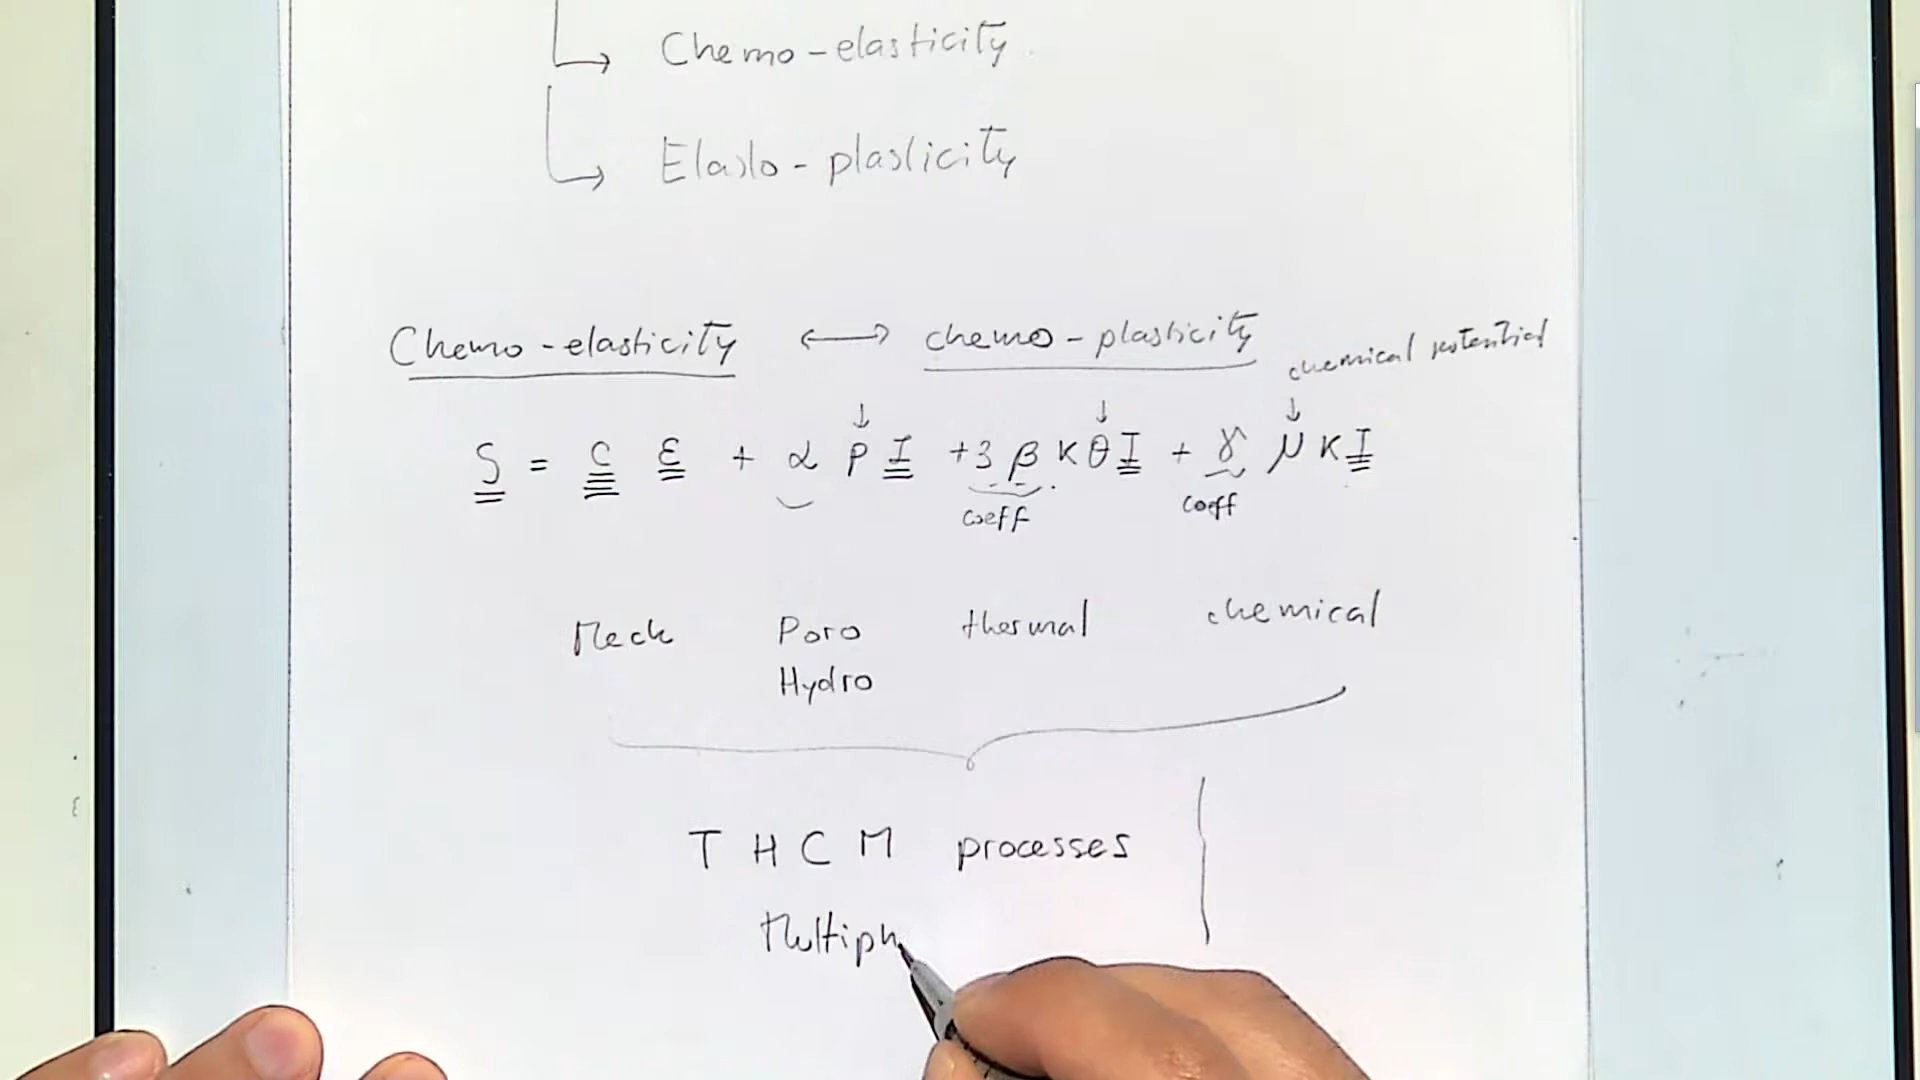 Chemo-elasticity
Elasto-plasticity
Chemo-elasticity ⟷ chemo-plasticity
chemical potential
S = C ε + α P I + 3 β K θ I + γ μ K I
coeff coeff
Mech Poro thermal chemical
Hydro
T H C M processes
Multiph